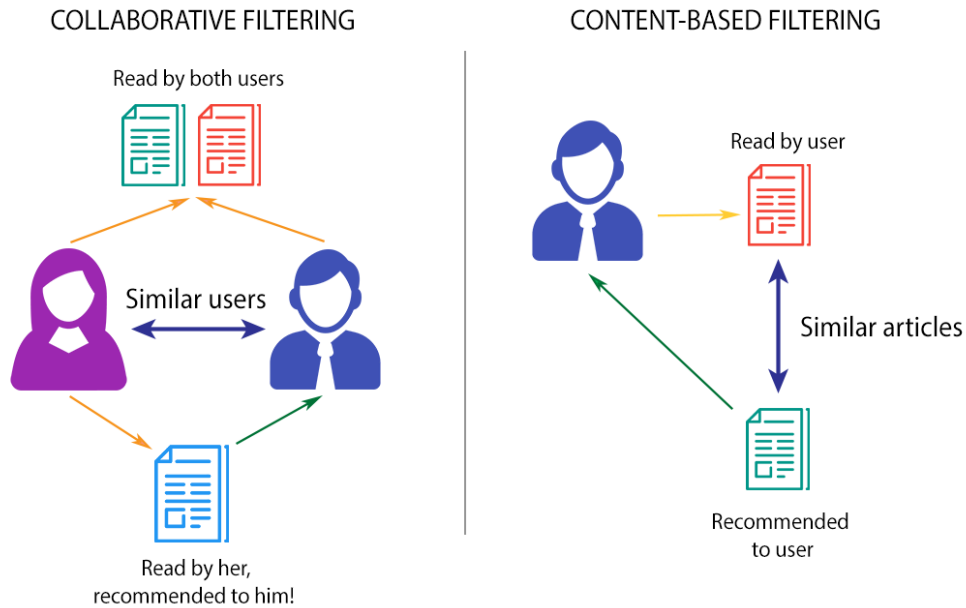 COLLABORATIVE FILTERING
Read by both users
Similar users
Read by her,
recommended to him!
CONTENT-BASED FILTERING
Read by user
Similar articles
Recommended
to user